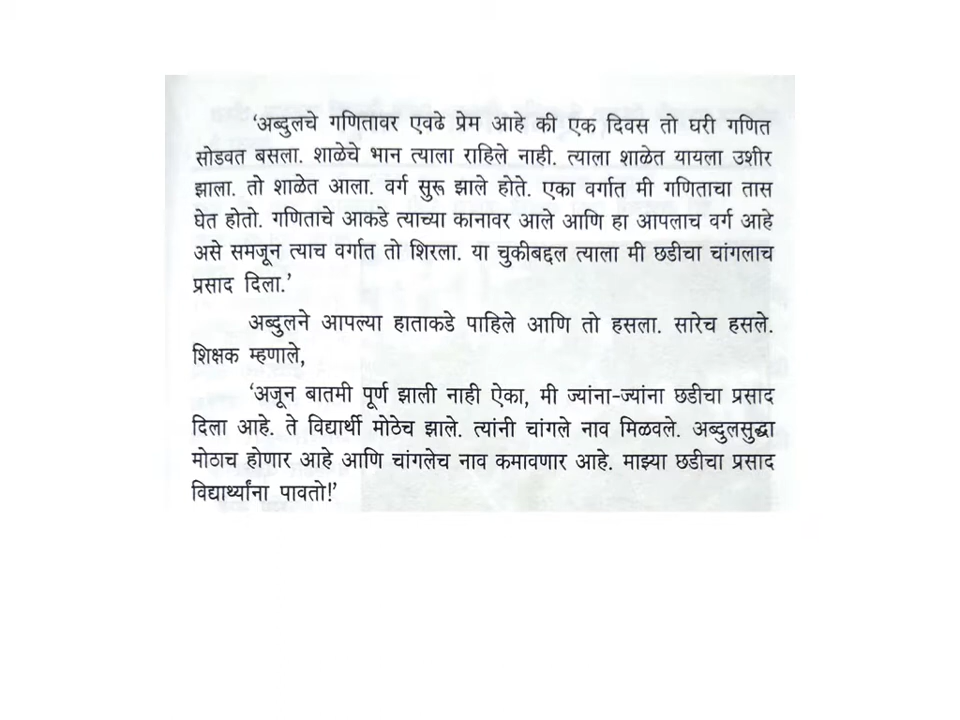 ‘अब्दुलचे गणितावर एवढे प्रेम आहे की एक दिवस तो घरी गणित
सोडवत बसला. शाळेचे भान त्याला राहिले नाही. त्याला शाळेत यायला उशीर
झाला. तो शाळेत आला. वर्ग सुरू झाले होते. एका वर्गात मी गणिताचा तास
घेत होतो. गणिताचे आकडे त्याच्या कानावर आले आणि हा आपलाच वर्ग आहे
असे समजून त्याच वर्गात तो शिरला. या चुकीबद्दल त्याला मी छडीचा चांगलाच
प्रसाद दिला.’
अब्दुलने आपल्या हाताकडे पाहिले आणि तो हसला. सारेच हसले.
शिक्षक म्हणाले,
‘अजून बातमी पूर्ण झाली नाही ऐका, मी ज्यांना-ज्यांना छडीचा प्रसाद
दिला आहे. ते विद्यार्थी मोठेच झाले. त्यांनी चांगले नाव मिळवले. अब्दुलसुद्धा
मोठाच होणार आहे आणि चांगलेच नाव कमावणार आहे. माझ्या छडीचा प्रसाद
विद्यार्थ्यांना पावतो!’